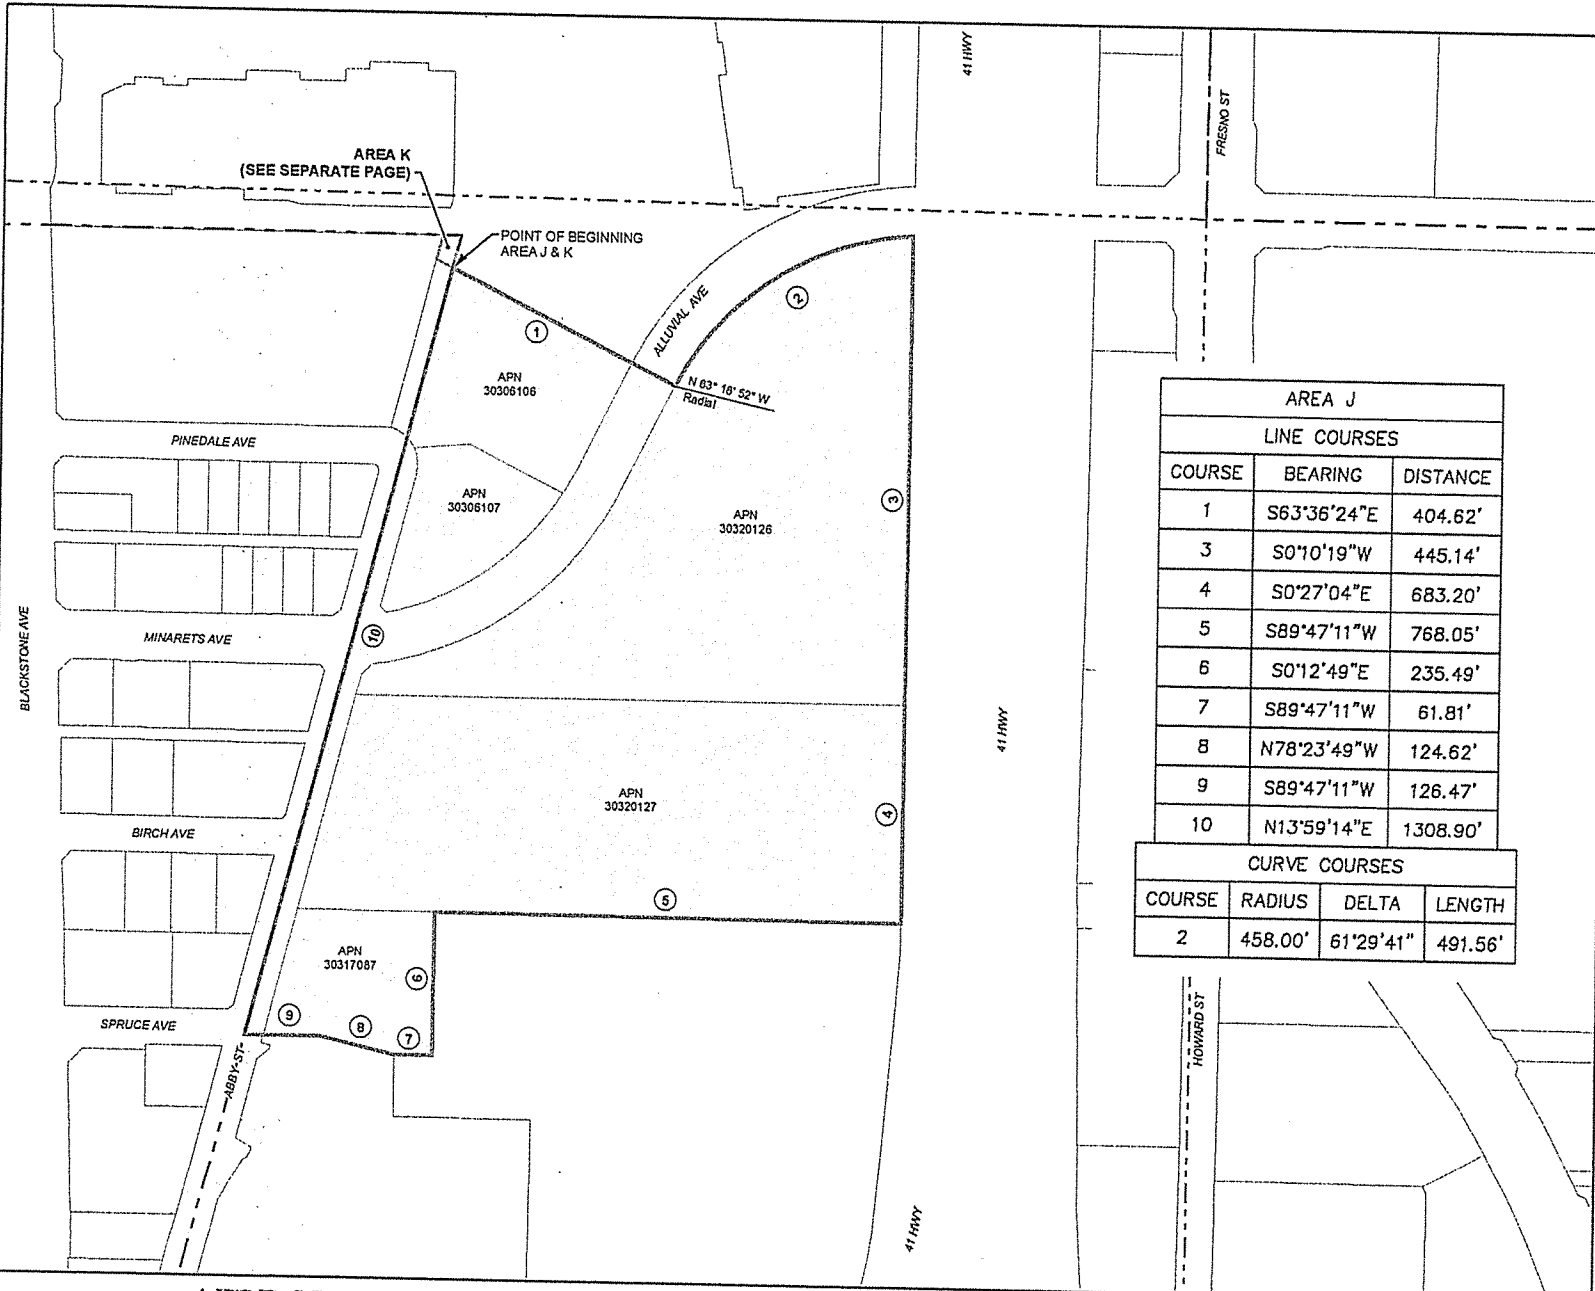 41 HWY
FRESNO ST
AREA K
(SEE SEPARATE PAGE)
POINT OF BEGINNING
AREA J & K
1
2
ALLUVIAL AVE
N 63° 16' 52" W
Radial
APN
30306106
PINEDALE AVE
APN
30306107
APN
30320126
3
BLACKSTONE AVE
MINARETS AVE
10
41 HWY
APN
30320127
4
BIRCH AVE
5
APN
30317087
6
9
8
7
SPRUCE AVE
ABBY ST
HOWARD ST
41 HWY
AREA J
LINE COURSES
COURSE BEARING DISTANCE
1 S63°36'24"E 404.62'
3 S0°10'19"W 445.14'
4 S0°27'04"E 683.20'
5 S89°47'11"W 768.05'
6 S0°12'49"E 235.49'
7 S89°47'11"W 61.81'
8 N78°23'49"W 124.62'
9 S89°47'11"W 126.47'
10 N13°59'14"E 1308.90'
CURVE COURSES
COURSE RADIUS DELTA LENGTH
2 458.00' 61°29'41" 491.56'